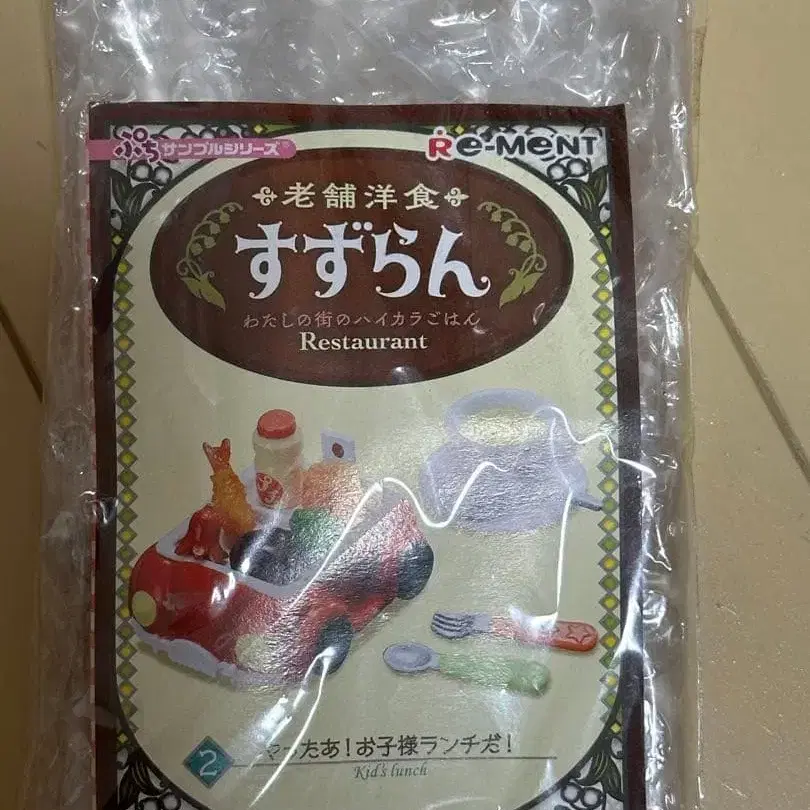 ぷちサンプルシリーズ
Re-MeNT
老舗洋食
すずらん
わたしの街のハイカラごはん
Restaurant
2
やったあ!お子様ランチだ!
Kid's lunch